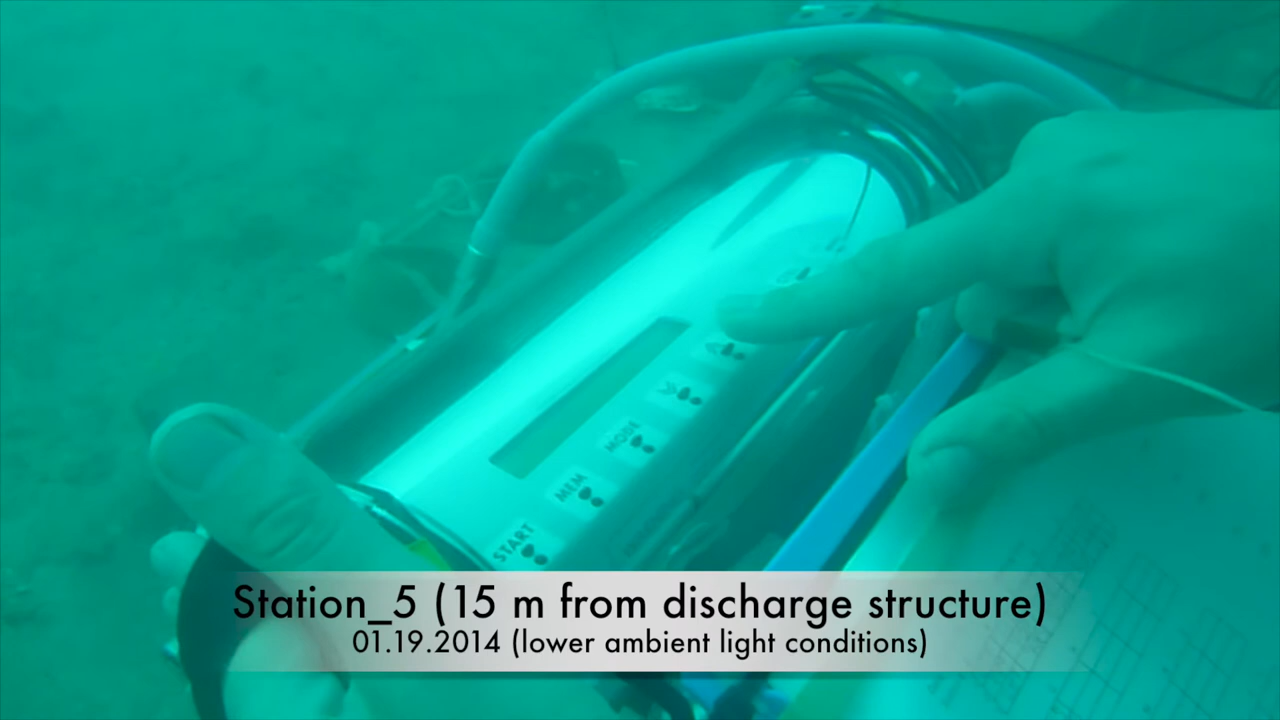 MODE
MEM
START
Station_5 (15 m from discharge structure)
01.19.2014 (lower ambient light conditions)